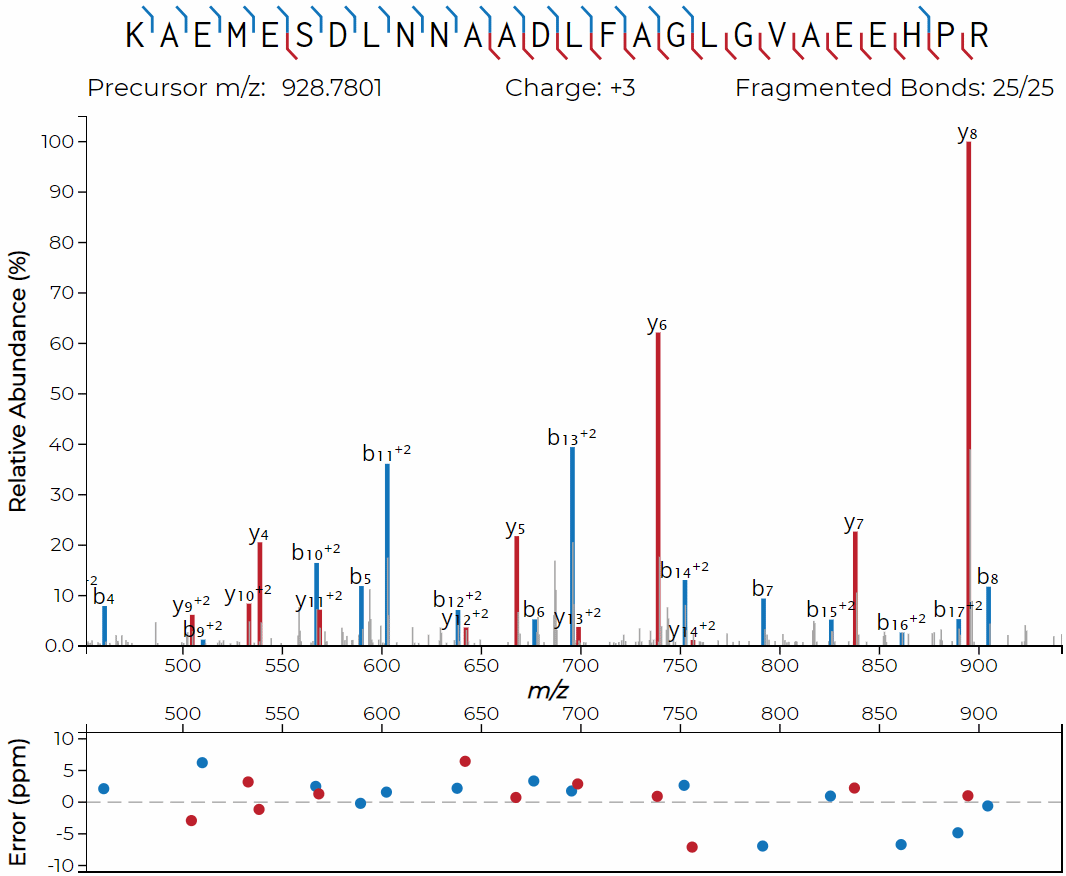 KAEMESDLNNAADLFAGLGVAEEHPR
Precursor m/z: 928.7801 Charge: +3 Fragmented Bonds: 25/25
y8
100
90
80
70
y6
60
50
b13+2
40
b11+2
30
y5 y7
20
y4
b10+2
b14+2
b5 b8
10
+2 b4 y9+2 b9+2 y10+2 y11+2 b12+2 y12+2 b6 y13+2 y14+2 b7 b15+2 b16+2 b17+2
0.0
Relative Abundance (%)
500 550 600 650 700 750 800 850 900
m/z
500 550 600 650 700 750 800 850 900
10
5
0
-5
-10
Error (ppm)